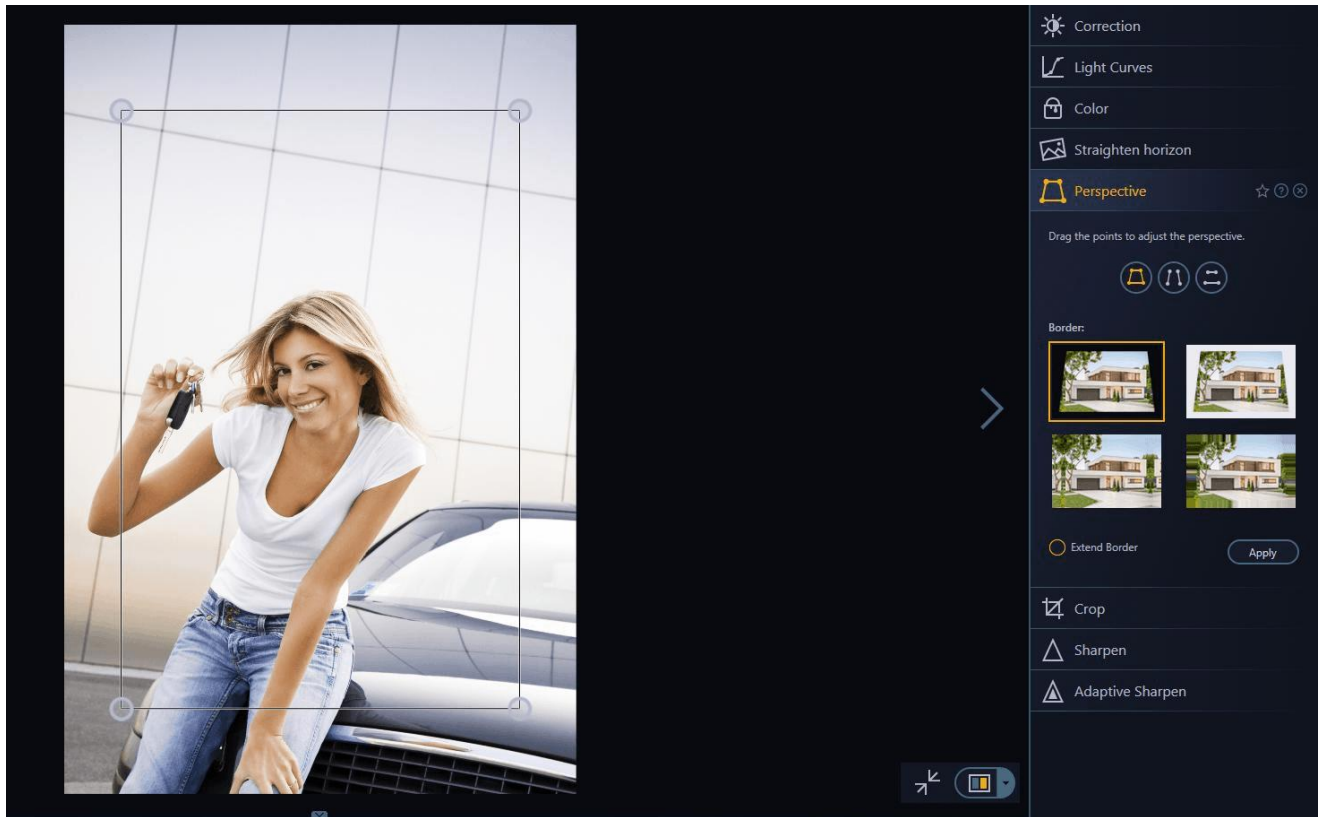 Correction
Light Curves
Color
Straighten horizon
Perspective
Drag the points to adjust the perspective.
Border:
Extend Border
Apply
Crop
Sharpen
Adaptive Sharpen